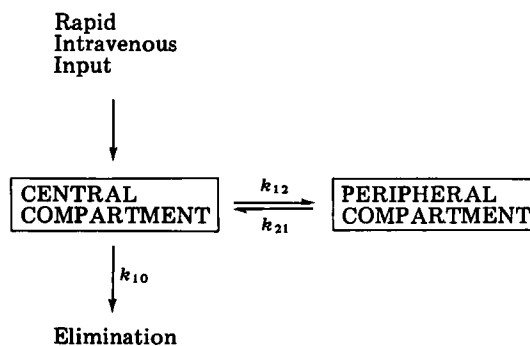 Rapid
Intravenous
Input
CENTRAL
COMPARTMENT
k12
k21
PERIPHERAL
COMPARTMENT
k10
Elimination